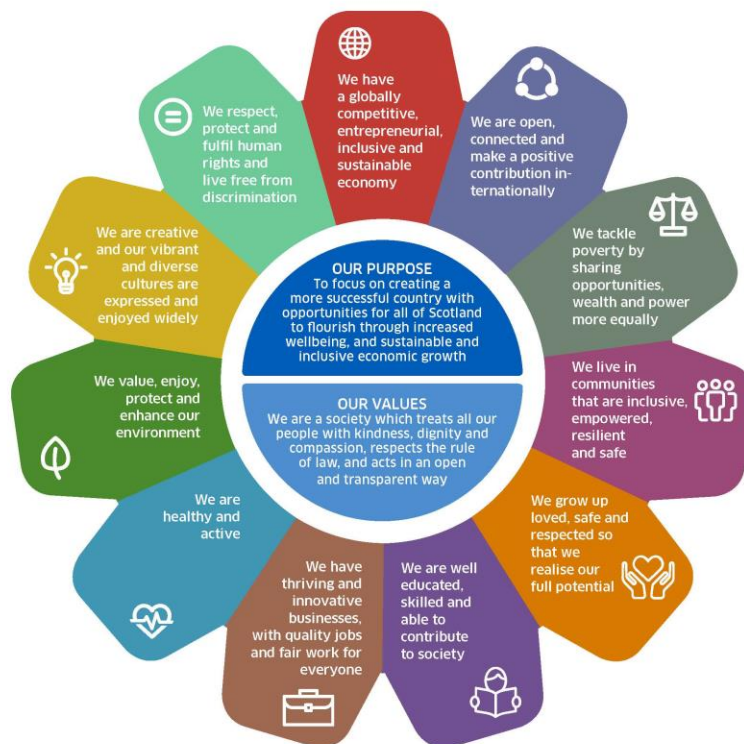 We have
a globally
competitive,
entrepreneurial,
inclusive and
sustainable
economy
We are open,
connected and
make a positive
contribution in-
ternationally
We tackle
poverty by
sharing
opportunities,
wealth and power
more equally
We live in
communities
that are inclusive,
empowered,
resilient
and safe
We grow up
loved, safe and
respected so
that we
realise our
full potential
We are well
educated,
skilled and
able to
contribute
to society
We have
thriving and
innovative
businesses,
with quality jobs
and fair work for
everyone
We are
healthy and
active
We value, enjoy,
protect and
enhance our
environment
We are creative
and our vibrant
and diverse
cultures are
expressed and
enjoyed widely
We respect,
protect and
fulfil human
rights and
live free from
discrimination
OUR PURPOSE
To focus on creating a
more successful country with
opportunities for all of Scotland
to flourish through increased
wellbeing, and sustainable and
inclusive economic growth
OUR VALUES
We are a society which treats all our
people with kindness, dignity and
compassion, respects the rule
of law, and acts in an open
and transparent way